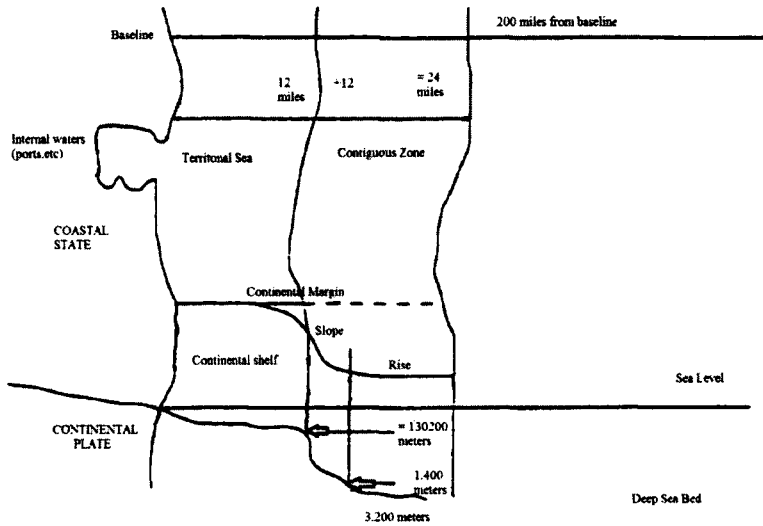 200 miles from baseline
Baseline
12 +12 = 24
miles miles
Internal waters
(ports.etc)
Territonal Sea
Contiguous Zone
COASTAL
STATE
Continental Margin
Slope
Continental shelf
Rise
Sea Level
CONTINENTAL
PLATE
= 130200
meters
1.400
meters
Deep Sea Bed
3.200 meters